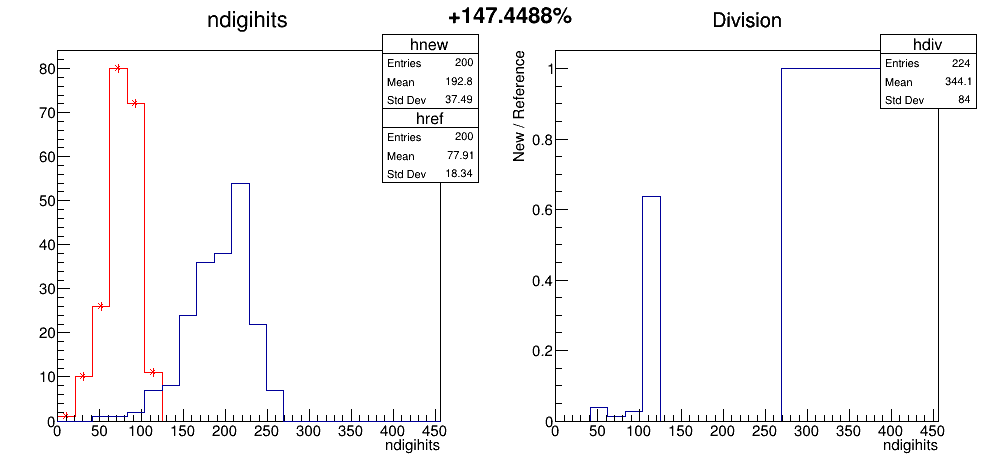 +147.4488%
ndigihits
hnew
Entries 200
Mean 192.8
Std Dev 37.49
href
Entries 200
Mean 77.91
Std Dev 18.34
80
70
60
50
40
30
20
10
0
0 50 100 150 200 250 300 350 400 450
ndigihits
Division
hdiv
Entries 224
Mean 344.1
Std Dev 84
New / Reference
1
0.8
0.6
0.4
0.2
0
0 50 100 150 200 250 300 350 400 450
ndigihits